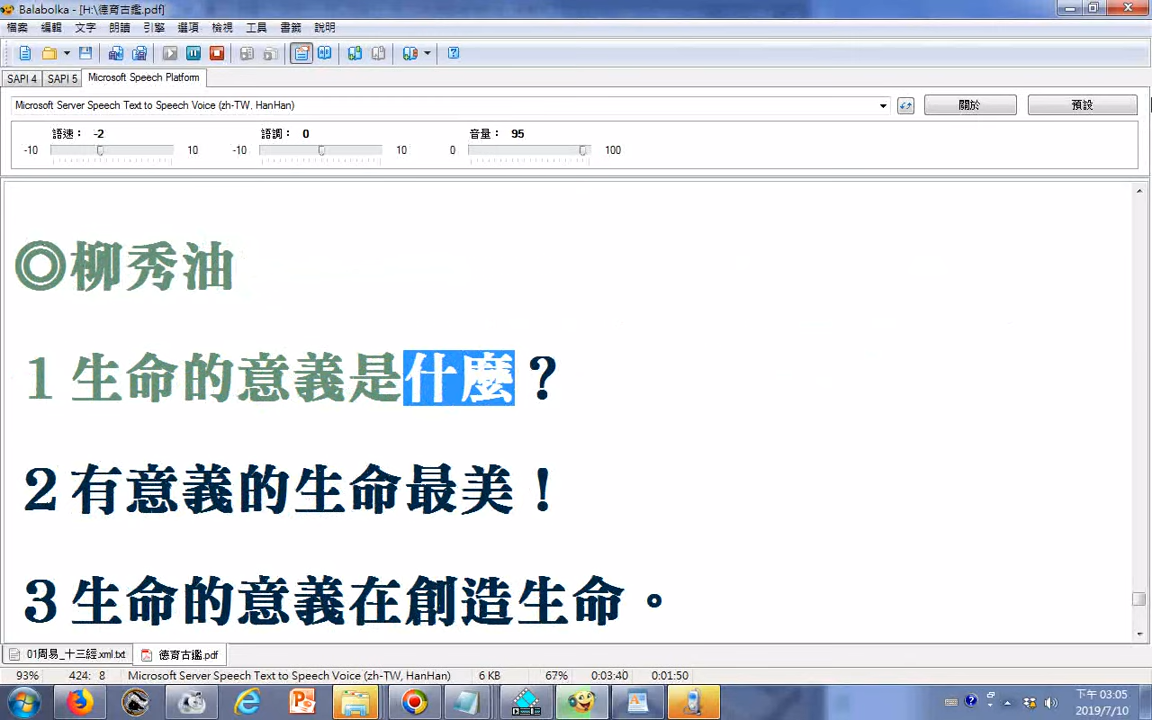 Balabolka - [H:\德育古鑑.pdf]
檔案 編輯 文字 朗讀 引擎 選項 檢視 工具 書籤 說明
SAPI 4 SAPI 5 Microsoft Speech Platform
Microsoft Server Speech Text to Speech Voice (zh-TW, HanHan) 關於 預設
語速： -2 語調： 0 音量： 95
-10 10 -10 10 0 100
◎柳秀油
1生命的意義是什麼？
2有意義的生命最美！
3生命的意義在創造生命。
01周易_十三經.xml.txt 德育古鑑.pdf
93% 424: 8 Microsoft Server Speech Text to Speech Voice (zh-TW, HanHan) 6 KB 67% 0:03:40 0:01:50
下午 03:05
2019/7/10